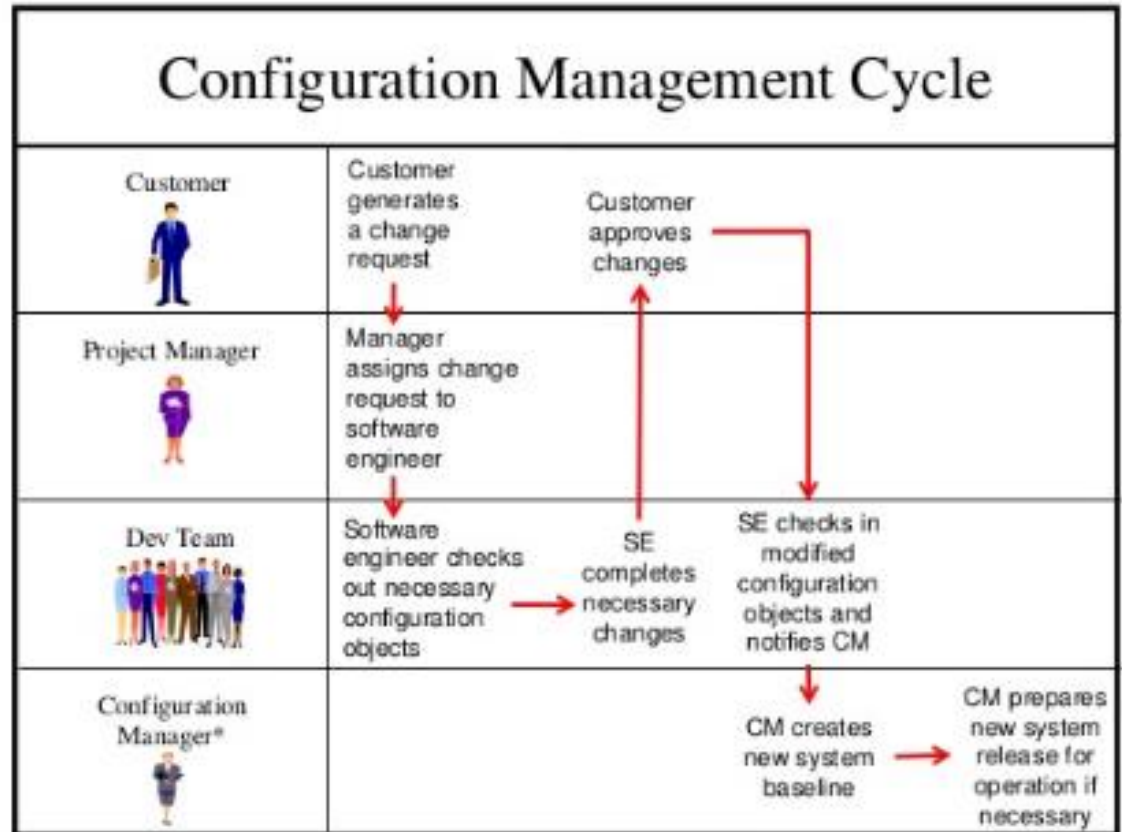 Configuration Management Cycle
Customer
Customer
generates
a change
request
Customer
approves
changes
Project Manager
Manager
assigns change
request to
software
engineer
Dev Team
Software
engineer checks
out necessary
configuration
objects
SE
completes
necessary
changes
SE checks in
modified
configuration
objects and
notifies CM
Configuration
Manager*
CM creates
new system
baseline
CM prepares
new system
release for
operation if
necessary